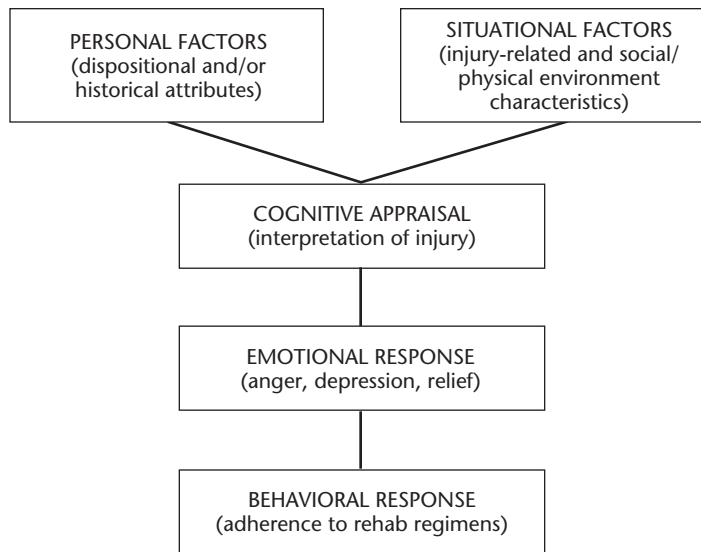 PERSONAL FACTORS
(dispositional and/or
historical attributes)
SITUATIONAL FACTORS
(injury-related and social/
physical environment
characteristics)
COGNITIVE APPRAISAL
(interpretation of injury)
EMOTIONAL RESPONSE
(anger, depression, relief)
BEHAVIORAL RESPONSE
(adherence to rehab regimens)